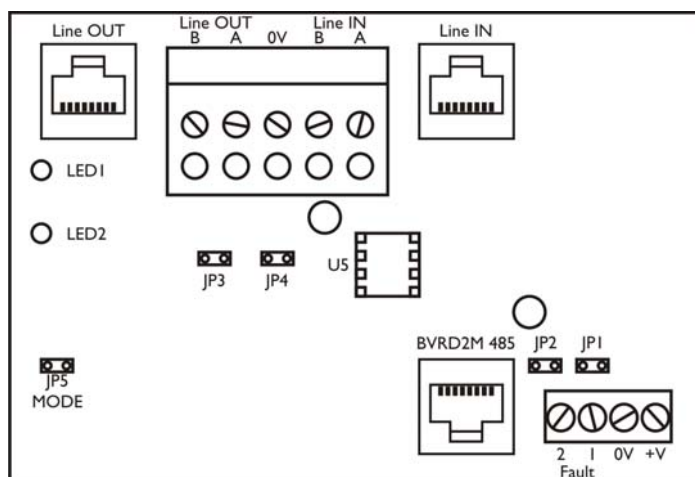 Line OUT
Line OUT
Line IN
Line IN
B A 0V B A
LED1
LED2
JP3
JP4
U5
BVRD2M 485
JP2
JP1
JP5
MODE
2 1 0V +V
Fault